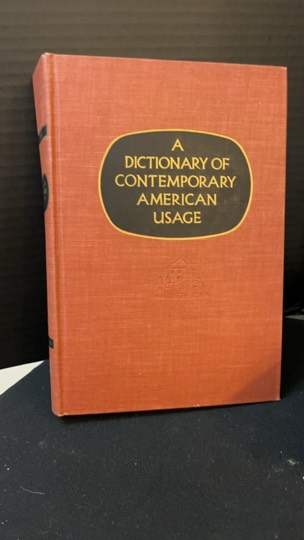 A
DICTIONARY OF
CONTEMPORARY
AMERICAN
USAGE